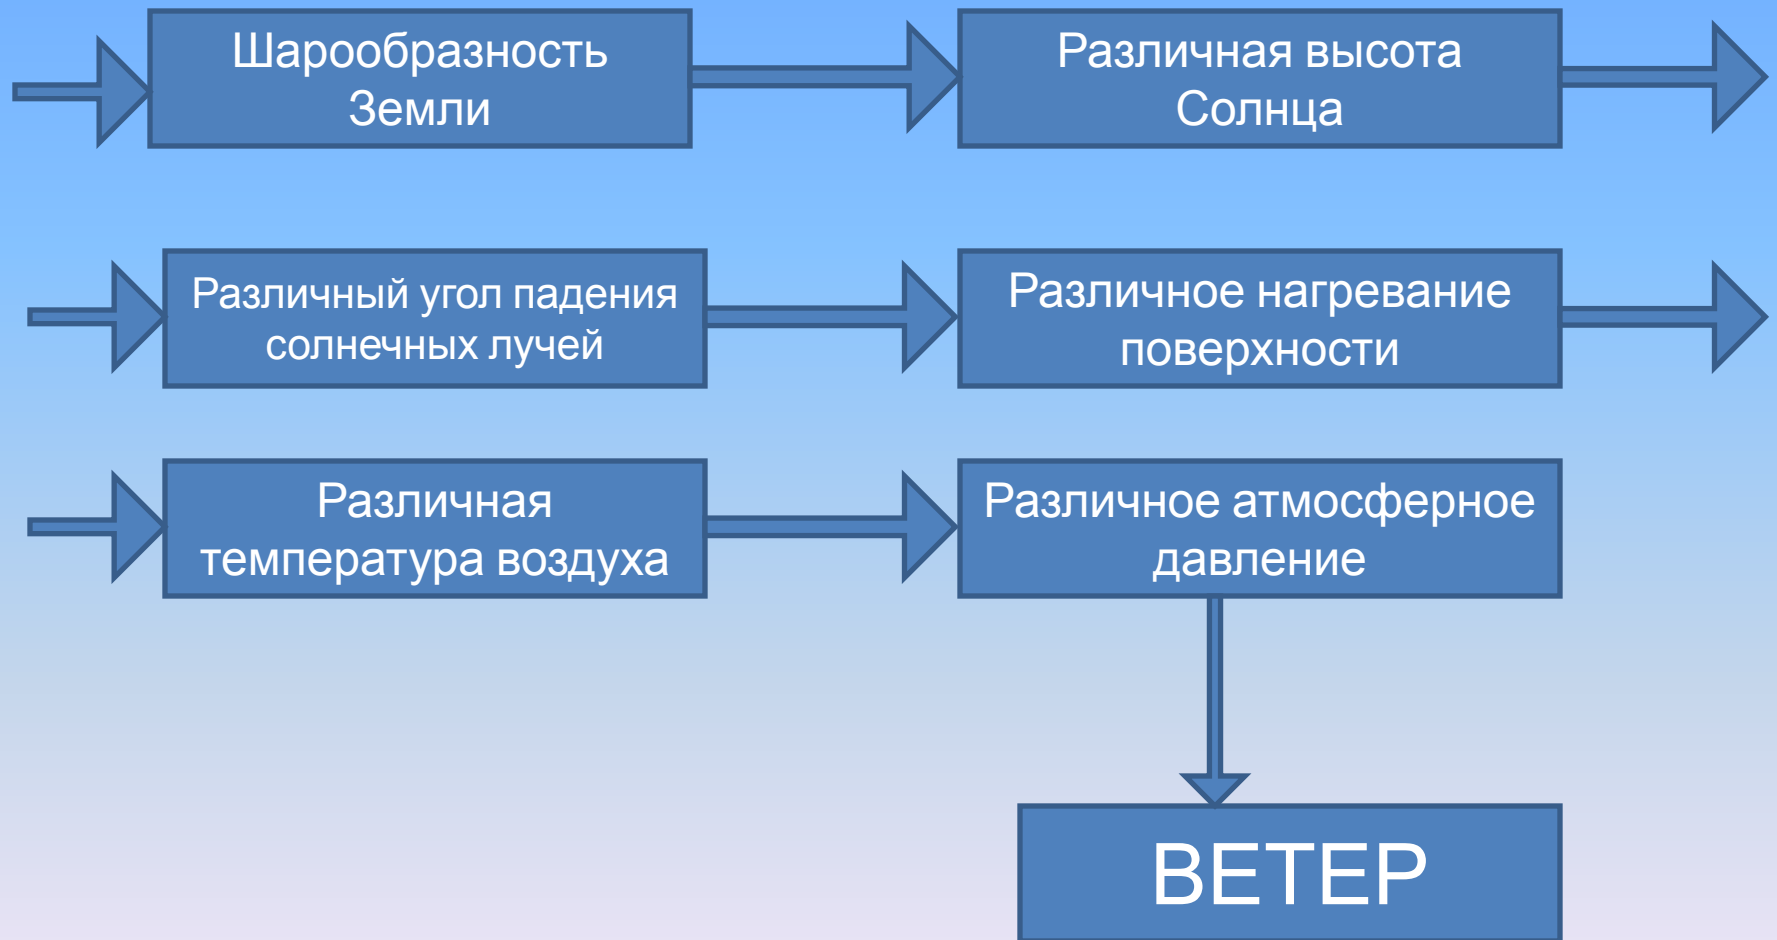 Шарообразность
Земли
Различная высота
Солнца
Различный угол падения
солнечных лучей
Различное нагревание
поверхности
Различная
температура воздуха
Различное атмосферное
давление
ВЕТЕР